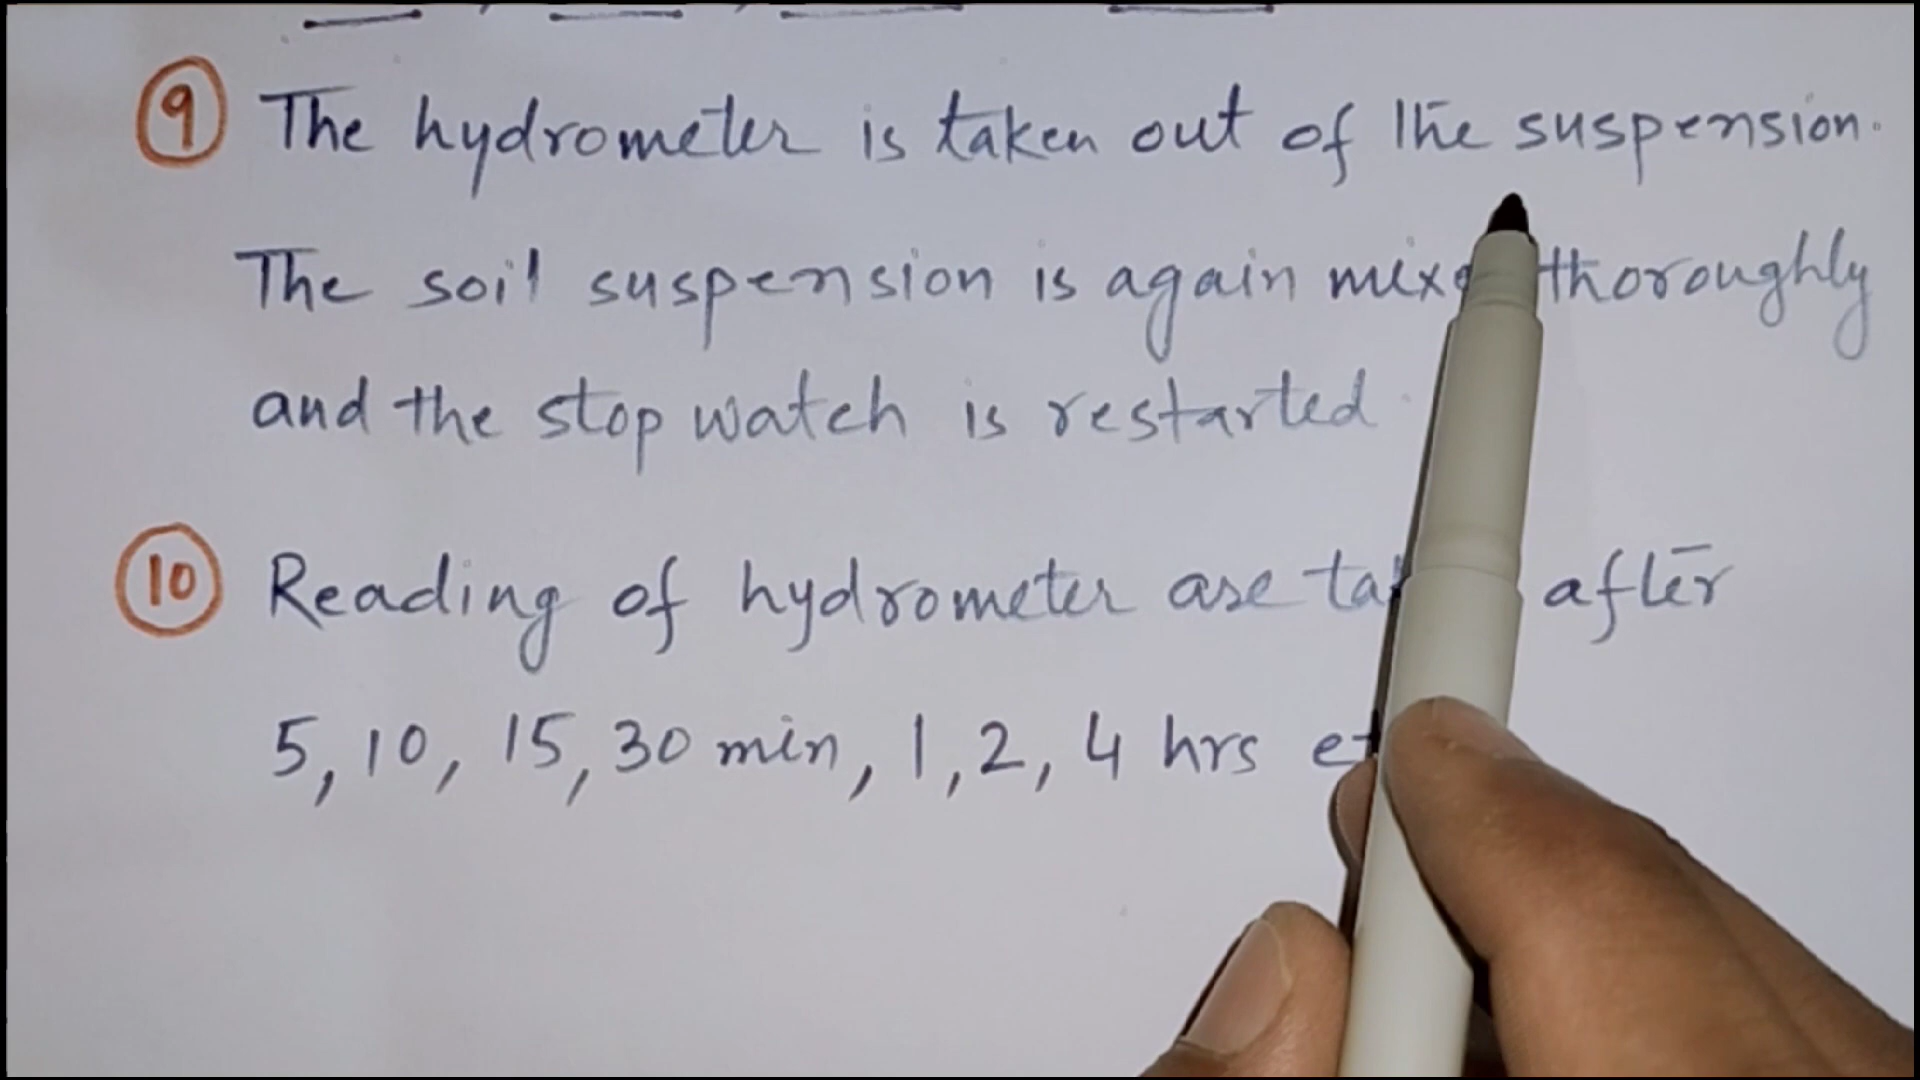 9 The hydrometer is taken out of the suspension.
The soil suspension is again thoroughly
and the stop watch is restarted
10 Reading of hydrometer are after
5, 10, 15, 30 min, 1, 2, 4 hrs